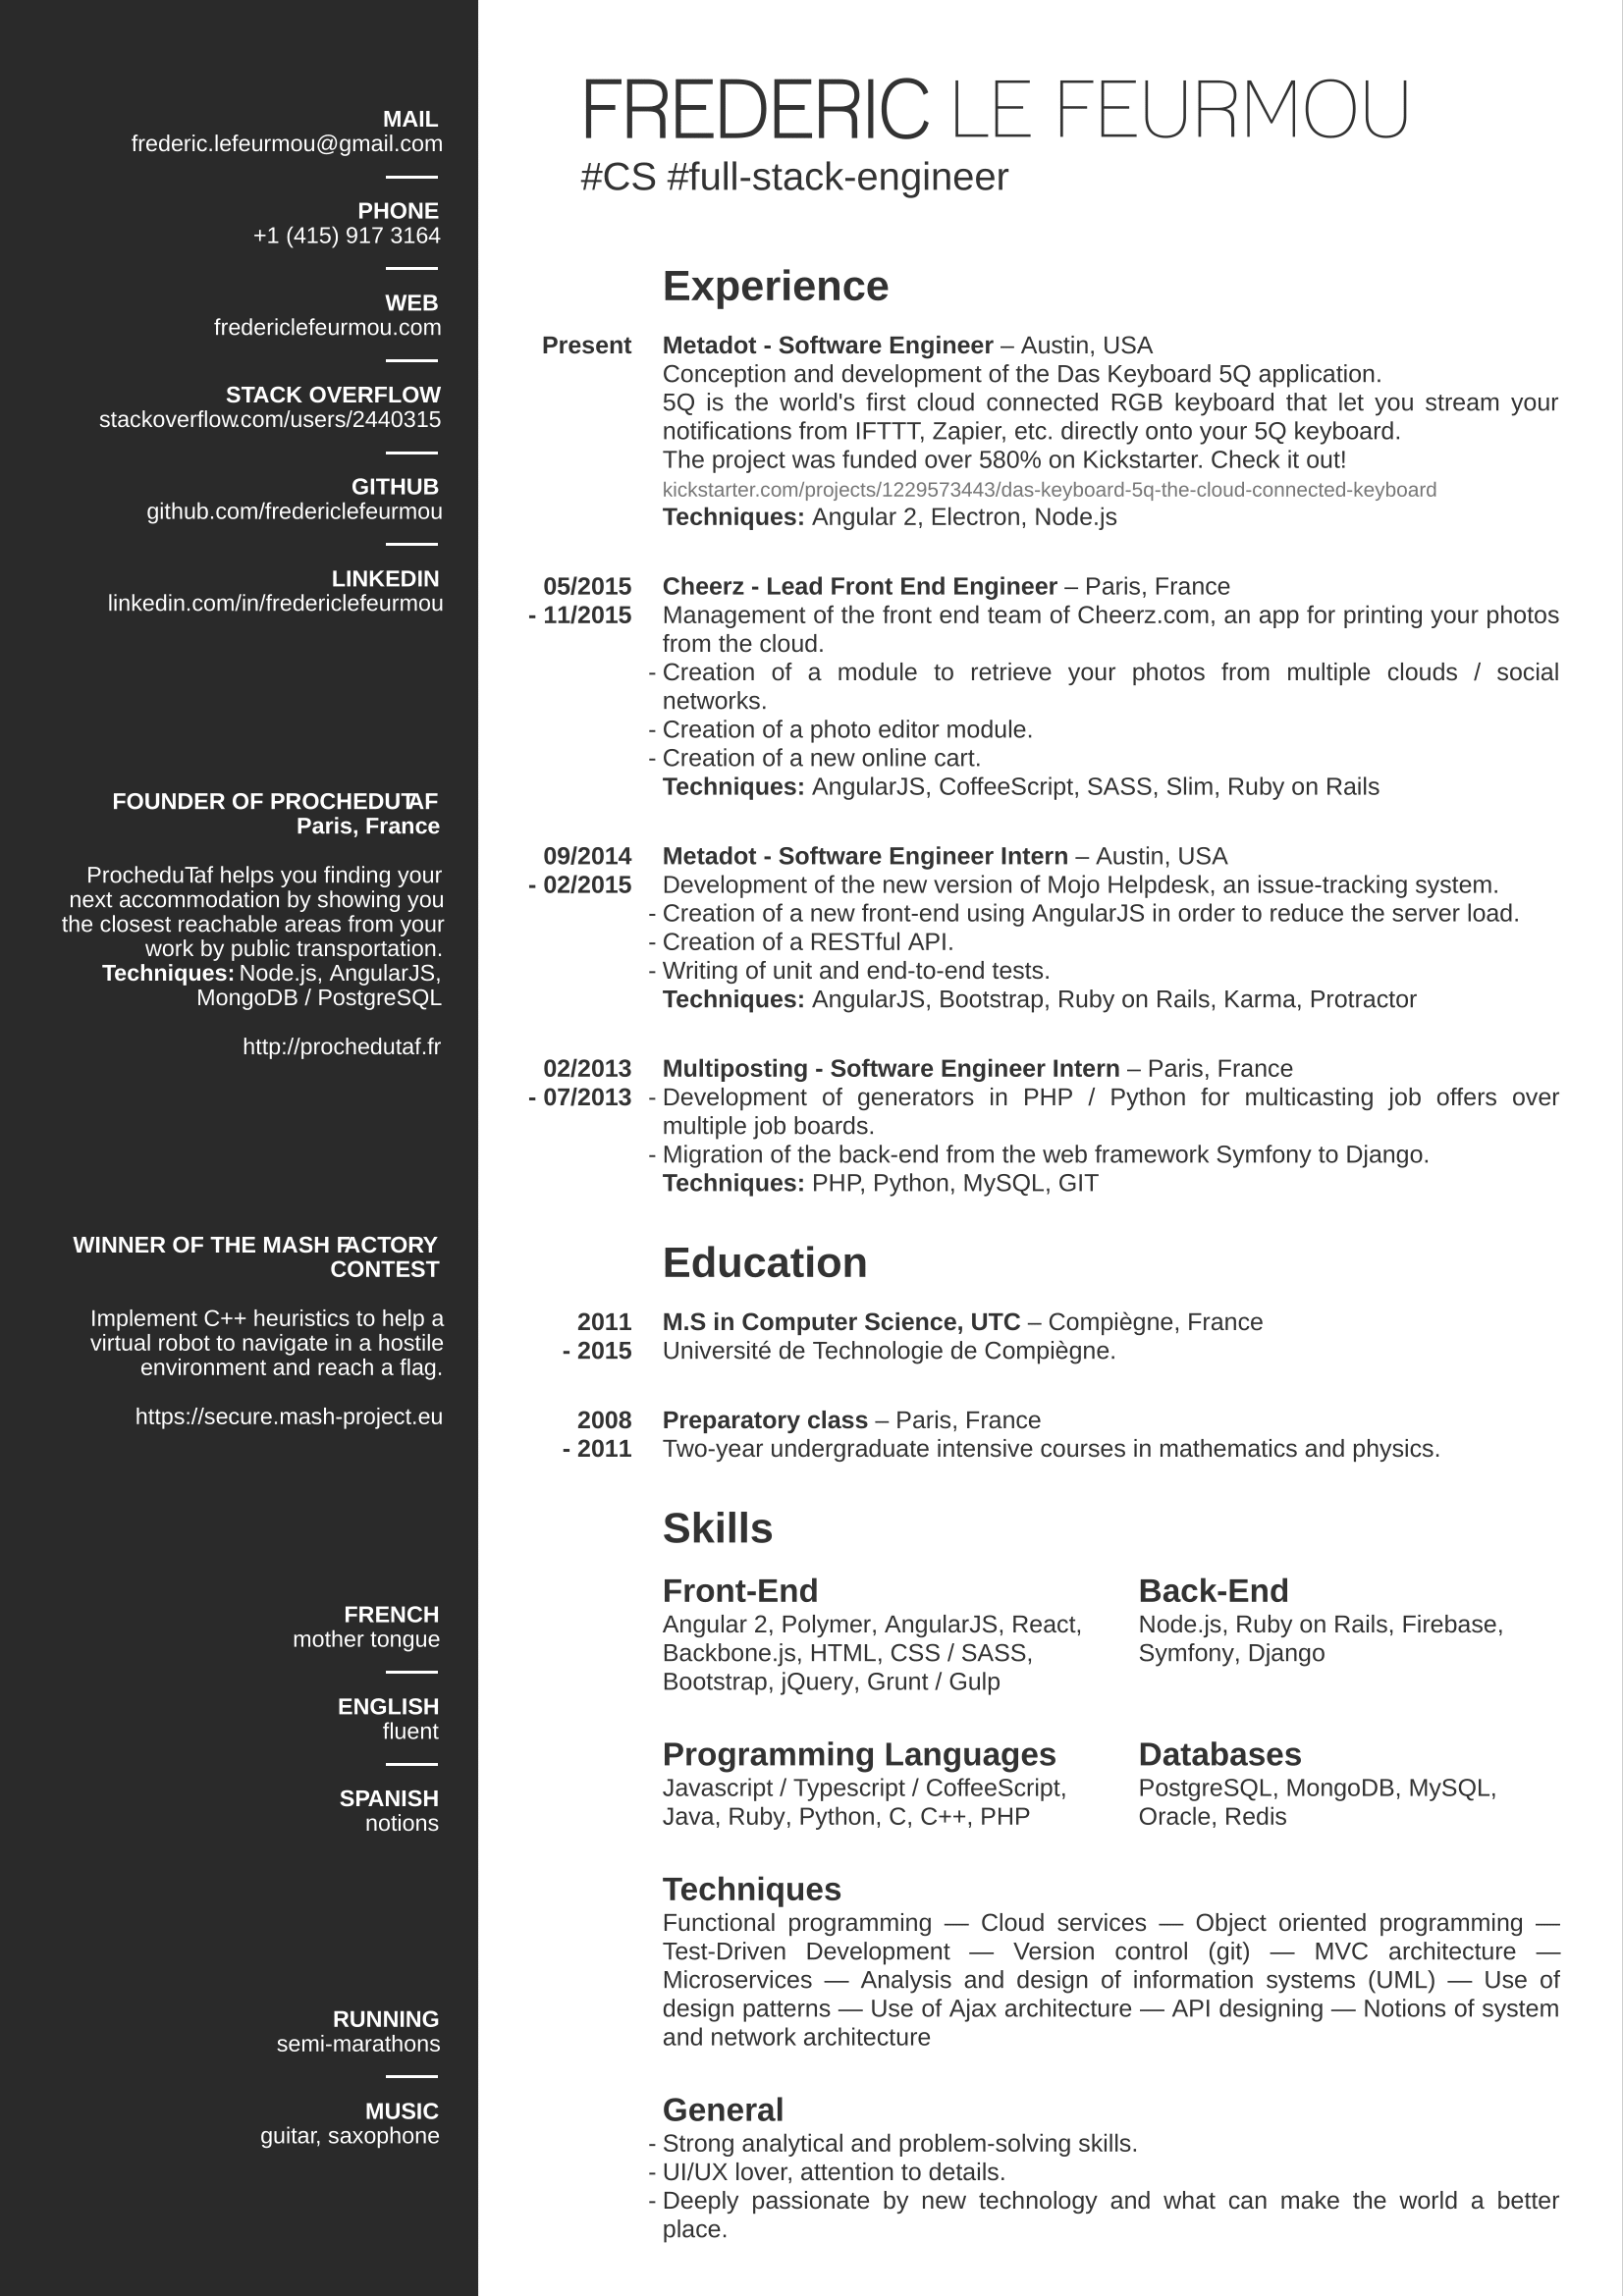 MAIL
frederic.lefeurmou@gmail.com
PHONE
+1 (415) 917 3164
WEB
fredericlefeurmou.com
STACK OVERFLOW
stackoverflow.com/users/2440315
GITHUB
github.com/fredericlefeurmou
LINKEDIN
linkedin.com/in/fredericlefeurmou
FOUNDER OF PROCHEDUTAF
Paris, France
ProcheduTaf helps you finding your
next accommodation by showing you
the closest reachable areas from your
work by public transportation.
Techniques: Node.js, AngularJS,
MongoDB / PostgreSQL
http://prochedutaf.fr
WINNER OF THE MASH FACTORY
CONTEST
Implement C++ heuristics to help a
virtual robot to navigate in a hostile
environment and reach a flag.
https://secure.mash-project.eu
FRENCH
mother tongue
ENGLISH
fluent
SPANISH
notions
RUNNING
semi-marathons
MUSIC
guitar, saxophone
FREDERIC LE FEURMOU
#CS #full-stack-engineer
Experience
Present Metadot - Software Engineer – Austin, USA
Conception and development of the Das Keyboard 5Q application.
5Q is the world's first cloud connected RGB keyboard that let you stream your
notifications from IFTTT, Zapier, etc. directly onto your 5Q keyboard.
The project was funded over 580% on Kickstarter. Check it out!
kickstarter.com/projects/1229573443/das-keyboard-5q-the-cloud-connected-keyboard
Techniques: Angular 2, Electron, Node.js
05/2015 Cheerz - Lead Front End Engineer – Paris, France
- 11/2015 Management of the front end team of Cheerz.com, an app for printing your photos
from the cloud.
- Creation of a module to retrieve your photos from multiple clouds / social
networks.
- Creation of a photo editor module.
- Creation of a new online cart.
Techniques: AngularJS, CoffeeScript, SASS, Slim, Ruby on Rails
09/2014 Metadot - Software Engineer Intern – Austin, USA
- 02/2015 Development of the new version of Mojo Helpdesk, an issue-tracking system.
- Creation of a new front-end using AngularJS in order to reduce the server load.
- Creation of a RESTful API.
- Writing of unit and end-to-end tests.
Techniques: AngularJS, Bootstrap, Ruby on Rails, Karma, Protractor
02/2013 Multiposting - Software Engineer Intern – Paris, France
- 07/2013 - Development of generators in PHP / Python for multicasting job offers over
multiple job boards.
- Migration of the back-end from the web framework Symfony to Django.
Techniques: PHP, Python, MySQL, GIT
Education
2011 M.S in Computer Science, UTC – Compiègne, France
- 2015 Université de Technologie de Compiègne.
2008 Preparatory class – Paris, France
- 2011 Two-year undergraduate intensive courses in mathematics and physics.
Skills
Front-End
Angular 2, Polymer, AngularJS, React,
Backbone.js, HTML, CSS / SASS,
Bootstrap, jQuery, Grunt / Gulp
Back-End
Node.js, Ruby on Rails, Firebase,
Symfony, Django
Programming Languages
Javascript / Typescript / CoffeeScript,
Java, Ruby, Python, C, C++, PHP
Databases
PostgreSQL, MongoDB, MySQL,
Oracle, Redis
Techniques
Functional programming — Cloud services — Object oriented programming —
Test-Driven Development — Version control (git) — MVC architecture —
Microservices — Analysis and design of information systems (UML) — Use of
design patterns — Use of Ajax architecture — API designing — Notions of system
and network architecture
General
- Strong analytical and problem-solving skills.
- UI/UX lover, attention to details.
- Deeply passionate by new technology and what can make the world a better
place.